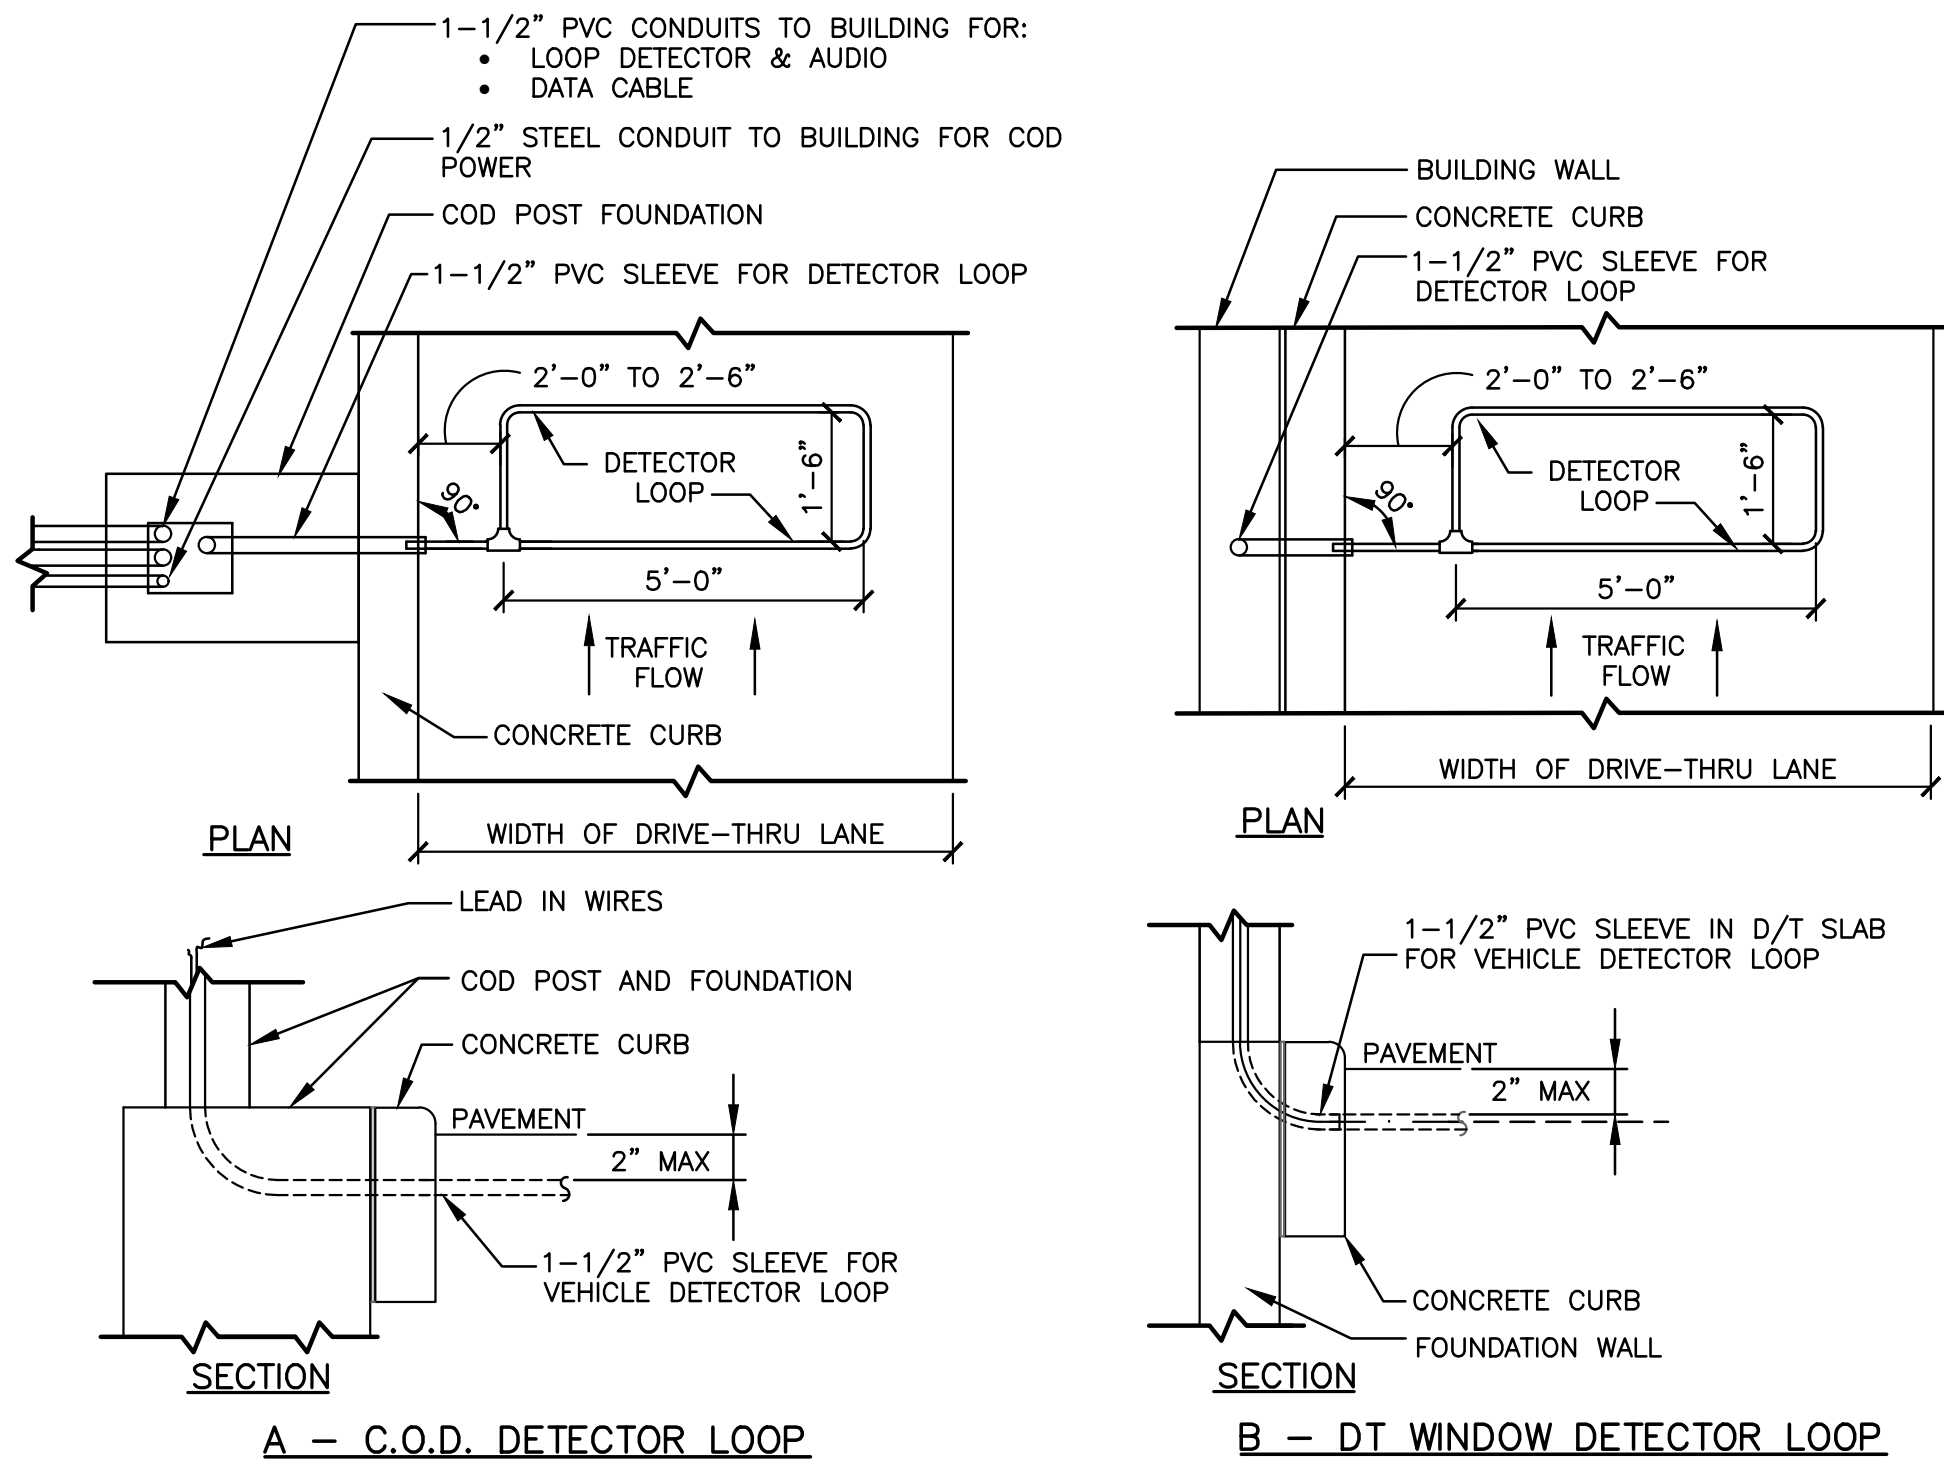 1-1/2" PVC CONDUITS TO BUILDING FOR:
• LOOP DETECTOR & AUDIO
• DATA CABLE
1/2" STEEL CONDUIT TO BUILDING FOR COD
POWER
COD POST FOUNDATION
1-1/2" PVC SLEEVE FOR DETECTOR LOOP
2'-0" TO 2'-6"
DETECTOR
LOOP
1'-6"
90°
5'-0"
TRAFFIC
FLOW
CONCRETE CURB
WIDTH OF DRIVE-THRU LANE
PLAN
LEAD IN WIRES
COD POST AND FOUNDATION
CONCRETE CURB
PAVEMENT
2" MAX
1-1/2" PVC SLEEVE FOR
VEHICLE DETECTOR LOOP
SECTION
A - C.O.D. DETECTOR LOOP
BUILDING WALL
CONCRETE CURB
1-1/2" PVC SLEEVE FOR
DETECTOR LOOP
2'-0" TO 2'-6"
DETECTOR
LOOP
1'-6"
90°
5'-0"
TRAFFIC
FLOW
WIDTH OF DRIVE-THRU LANE
PLAN
1-1/2" PVC SLEEVE IN D/T SLAB
FOR VEHICLE DETECTOR LOOP
PAVEMENT
2" MAX
CONCRETE CURB
FOUNDATION WALL
SECTION
B - DT WINDOW DETECTOR LOOP